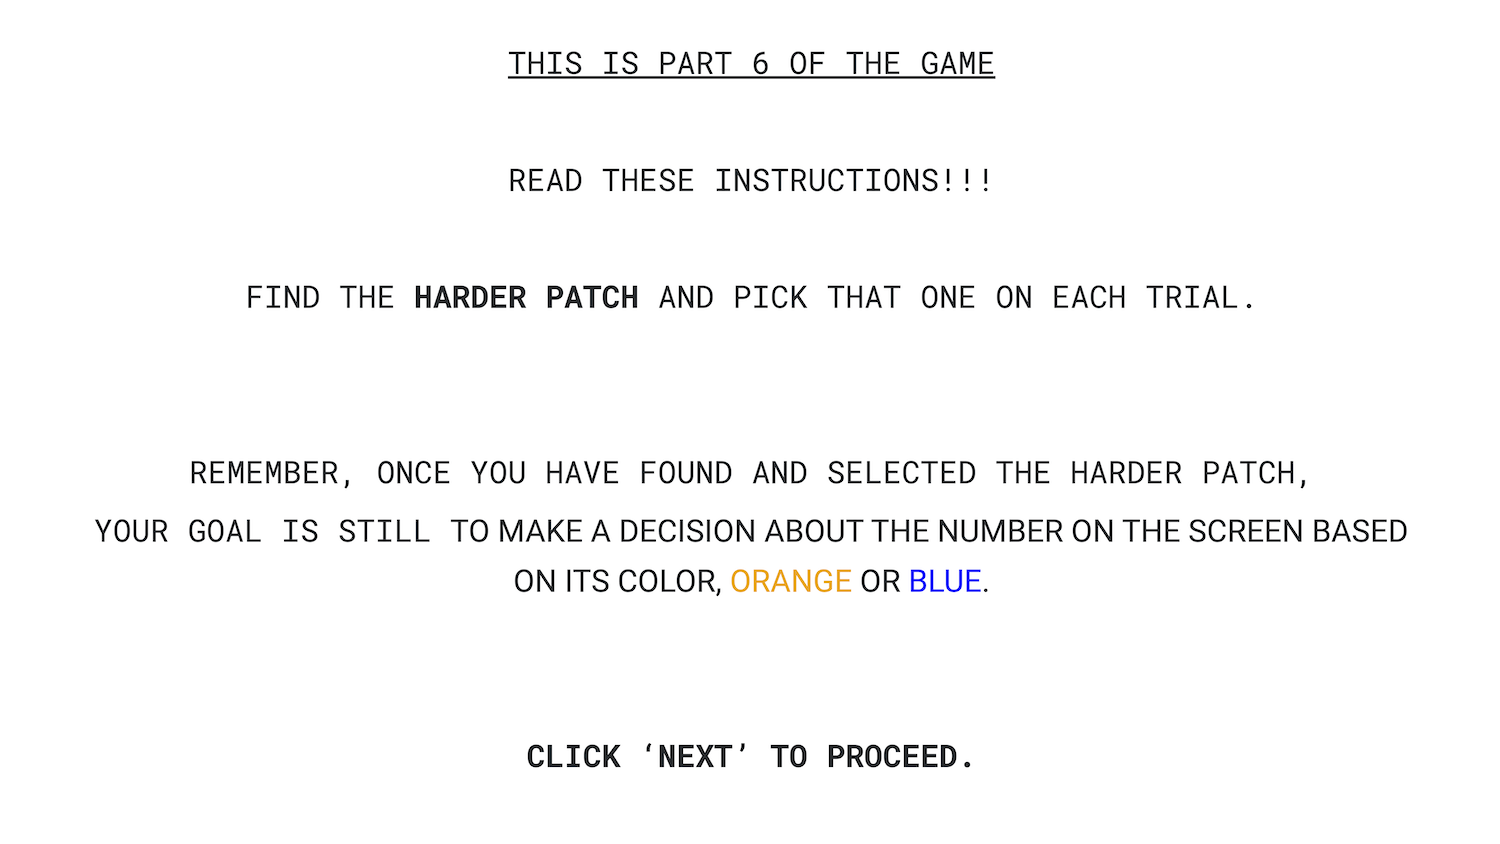 THIS IS PART 6 OF THE GAME
READ THESE INSTRUCTIONS!!!
FIND THE HARDER PATCH AND PICK THAT ONE ON EACH TRIAL.
REMEMBER, ONCE YOU HAVE FOUND AND SELECTED THE HARDER PATCH,
YOUR GOAL IS STILL TO MAKE A DECISION ABOUT THE NUMBER ON THE SCREEN BASED
ON ITS COLOR, ORANGE OR BLUE.
CLICK ‘NEXT’ TO PROCEED.